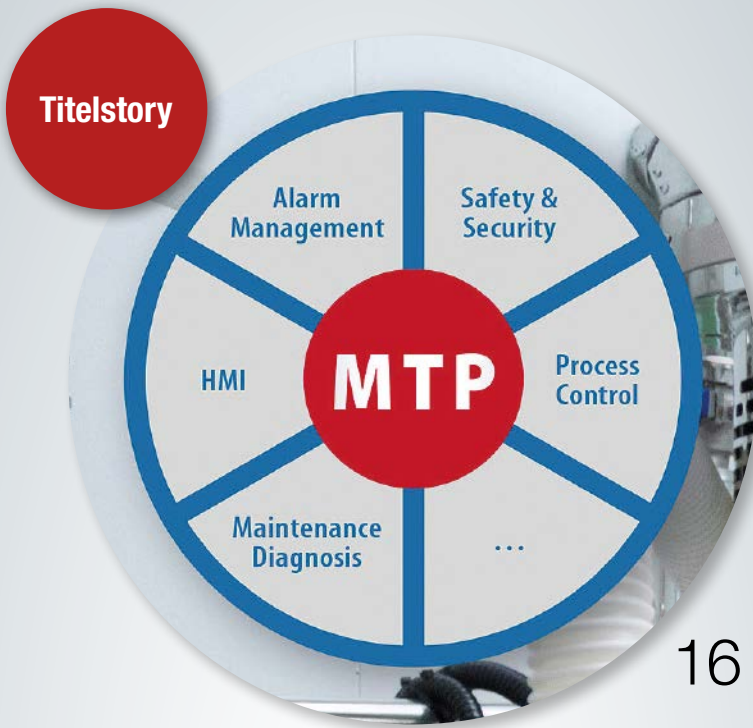 Titelstory
Alarm
Management
Safety &
Security
HMI
MTP
Process
Control
Maintenance
Diagnosis
...
16